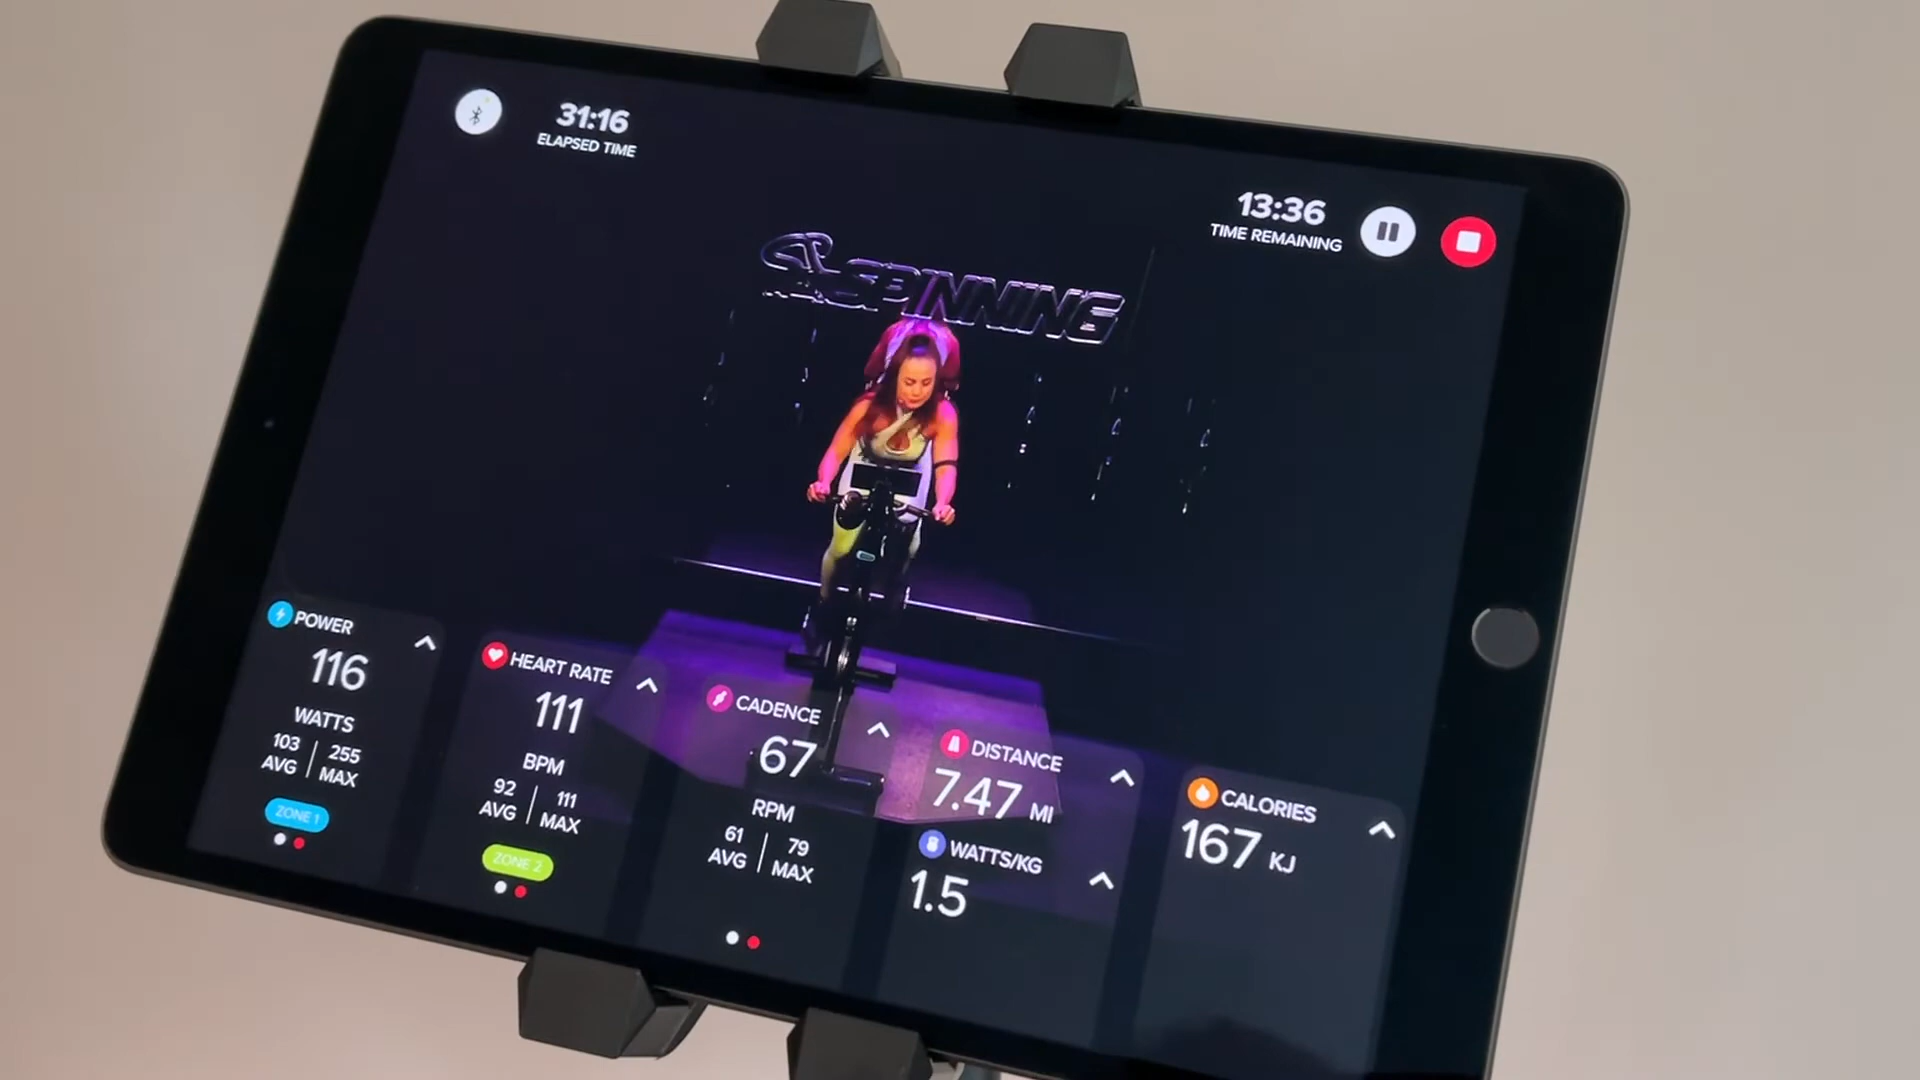 31:16
ELAPSED TIME
13:36
TIME REMAINING
SPINNING
POWER
116
WATTS
103 | 255
AVG | MAX
ZONE 1
HEART RATE
111
BPM
92 | 111
AVG | MAX
ZONE 2
CADENCE
67
RPM
61 | 79
AVG | MAX
DISTANCE
7.47 MI
WATTS/KG
1.5
CALORIES
167 KJ